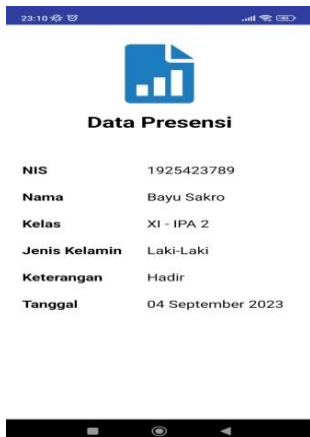 23:10
Data Presensi
NIS 1925423789
Nama Bayu Sakro
Kelas XI - IPA 2
Jenis Kelamin Laki-Laki
Keterangan Hadir
Tanggal 04 September 2023